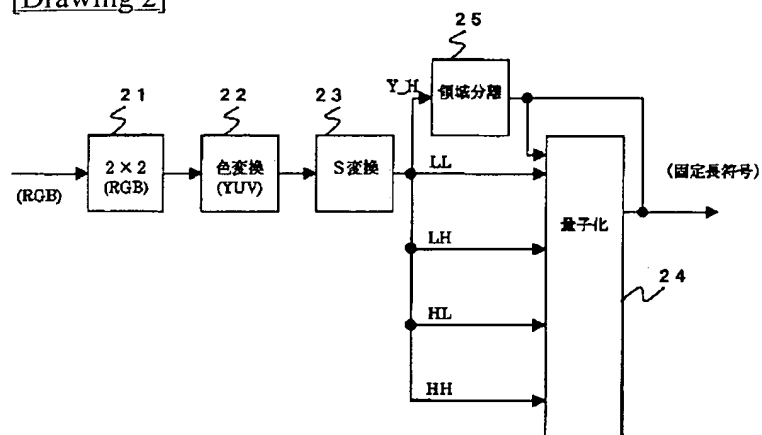 [Drawing 2]
25
21
22
23
Y_H
領域分離
2×2
(RGB)
色変換
(YUV)
S変換
LL
(RGB)
(固定長符号)
量子化
LH
24
HL
HH